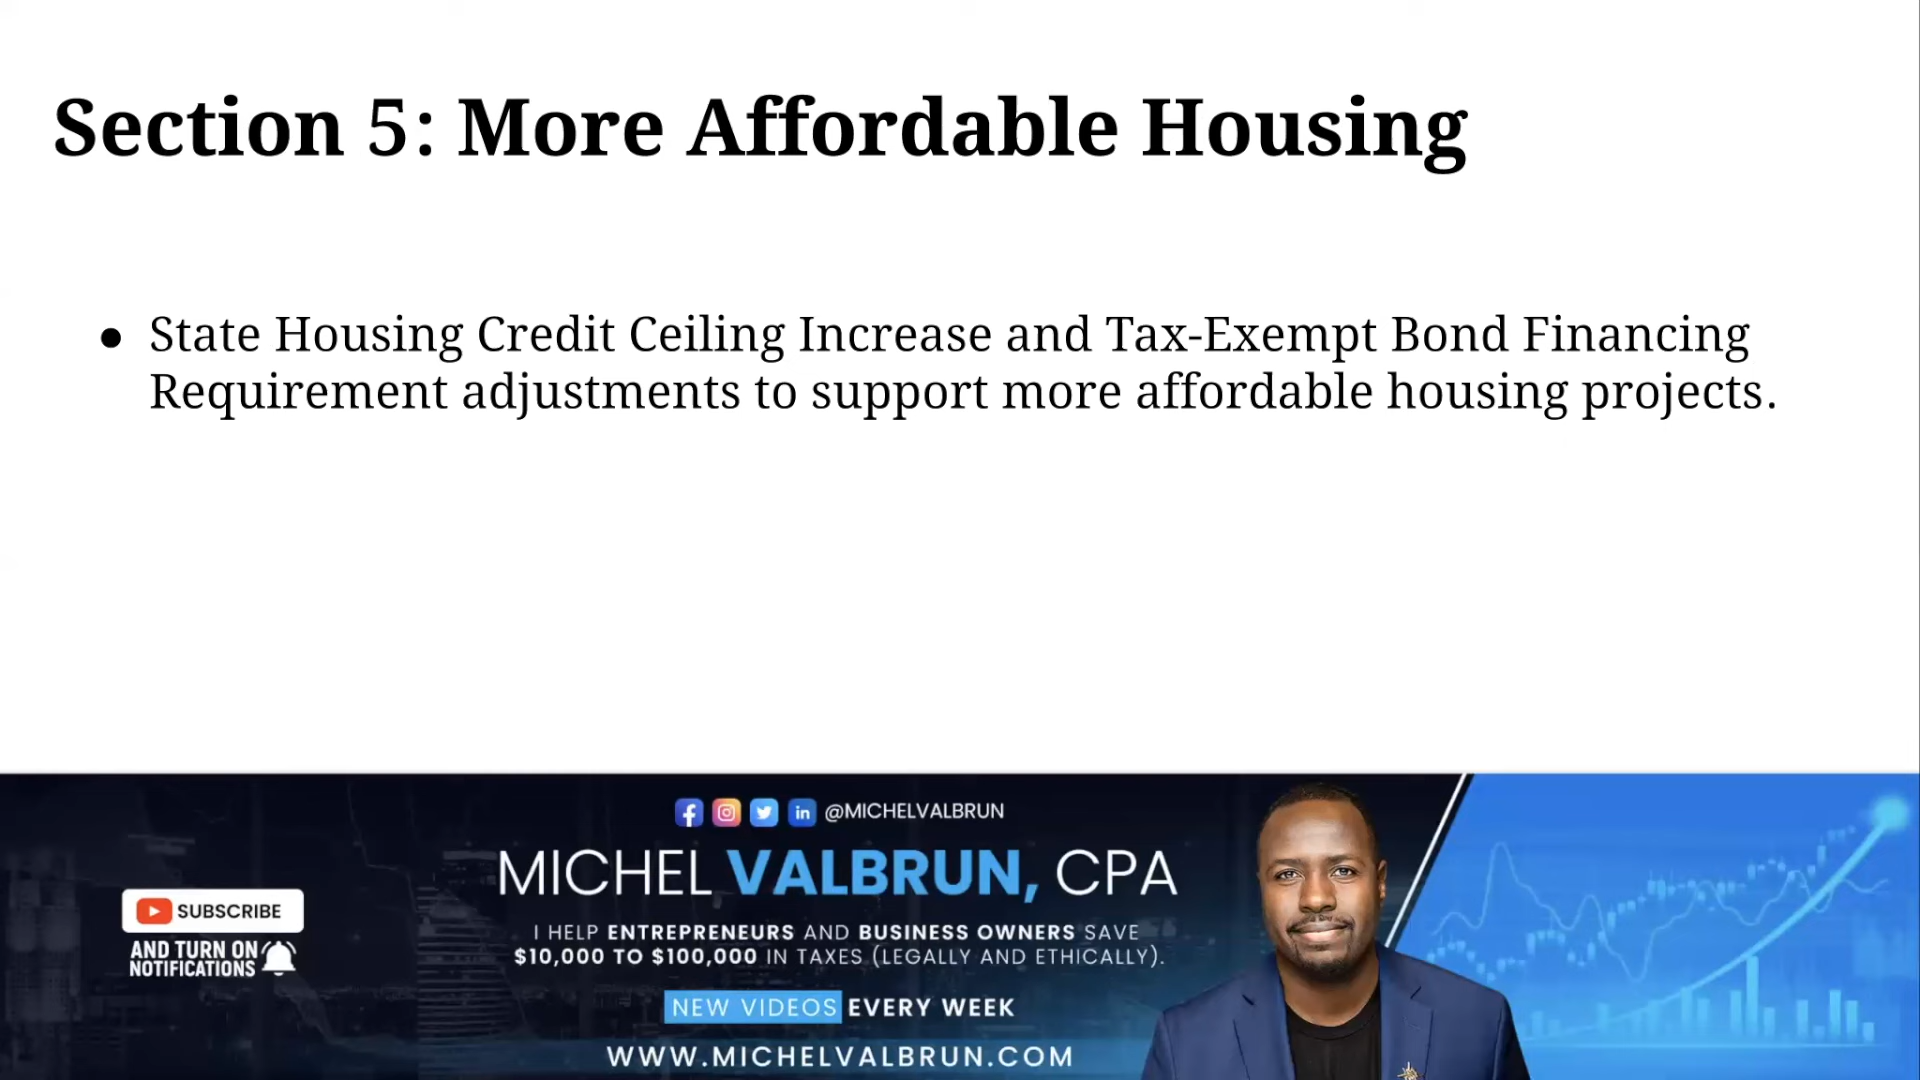 Section 5: More Affordable Housing
● State Housing Credit Ceiling Increase and Tax-Exempt Bond Financing
Requirement adjustments to support more affordable housing projects.
@MICHELVALBRUN
MICHEL VALBRUN, CPA
I HELP ENTREPRENEURS AND BUSINESS OWNERS SAVE
$10,000 TO $100,000 IN TAXES (LEGALLY AND ETHICALLY).
NEW VIDEOS EVERY WEEK
WWW.MICHELVALBRUN.COM
SUBSCRIBE
AND TURN ON
NOTIFICATIONS